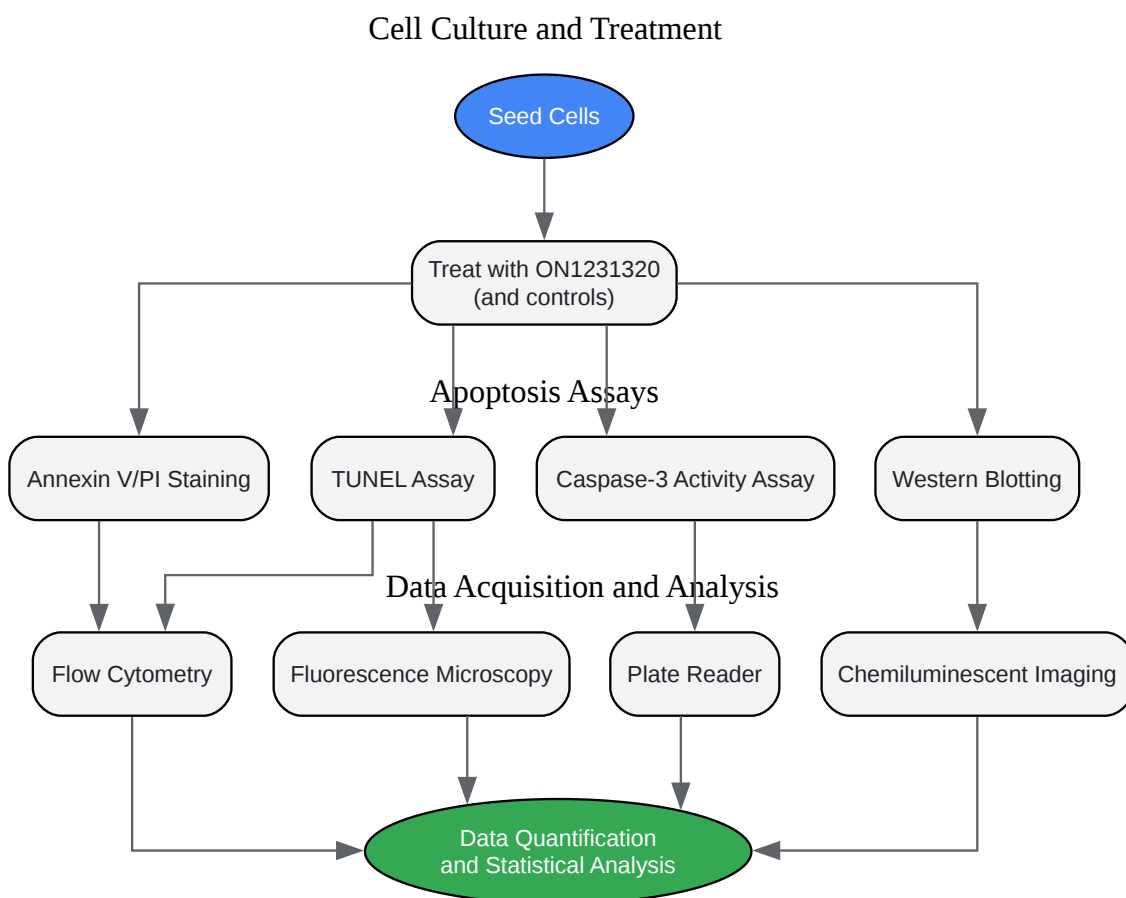 Cell Culture and Treatment
Seed Cells
Treat with ON1231320
(and controls)
Apoptosis Assays
Annexin V/PI Staining
TUNEL Assay
Caspase-3 Activity Assay
Western Blotting
Data Acquisition and Analysis
Flow Cytometry
Fluorescence Microscopy
Plate Reader
Chemiluminescent Imaging
Data Quantification
and Statistical Analysis